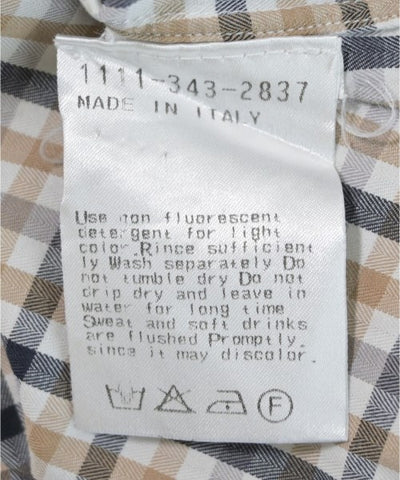 1111-343-2837
MADE IN ITALY
Use non fluorescent
detergent for light
color.Rince sufficient
ly Wash separately Do
not tumble dry Do not
drip dry and leave in
water for long time
Sweat and soft drinks
are flushed Promptly.
since it may discolor.
F